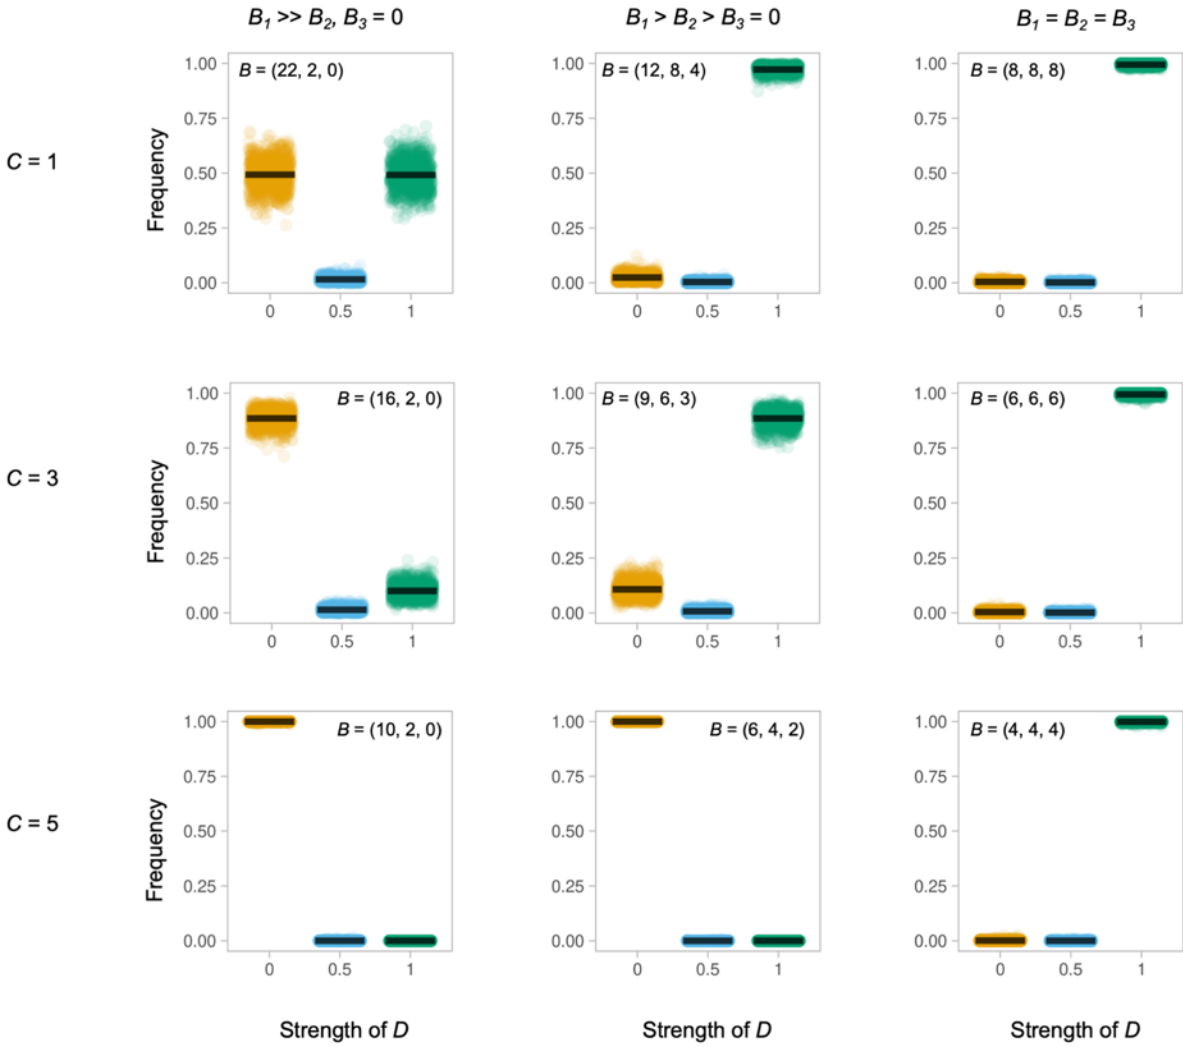 B1 >> B2, B3 = 0
B1 > B2 > B3 = 0
B1 = B2 = B3
C = 1
Frequency
1.00
0.75
0.50
0.25
0.00
B = (22, 2, 0)
0 0.5 1
1.00
0.75
0.50
0.25
0.00
B = (12, 8, 4)
0 0.5 1
1.00
0.75
0.50
0.25
0.00
B = (8, 8, 8)
0 0.5 1
C = 3
Frequency
1.00
0.75
0.50
0.25
0.00
B = (16, 2, 0)
0 0.5 1
1.00
0.75
0.50
0.25
0.00
B = (9, 6, 3)
0 0.5 1
1.00
0.75
0.50
0.25
0.00
B = (6, 6, 6)
0 0.5 1
C = 5
Frequency
1.00
0.75
0.50
0.25
0.00
B = (10, 2, 0)
0 0.5 1
1.00
0.75
0.50
0.25
0.00
B = (6, 4, 2)
0 0.5 1
1.00
0.75
0.50
0.25
0.00
B = (4, 4, 4)
0 0.5 1
Strength of D
Strength of D
Strength of D